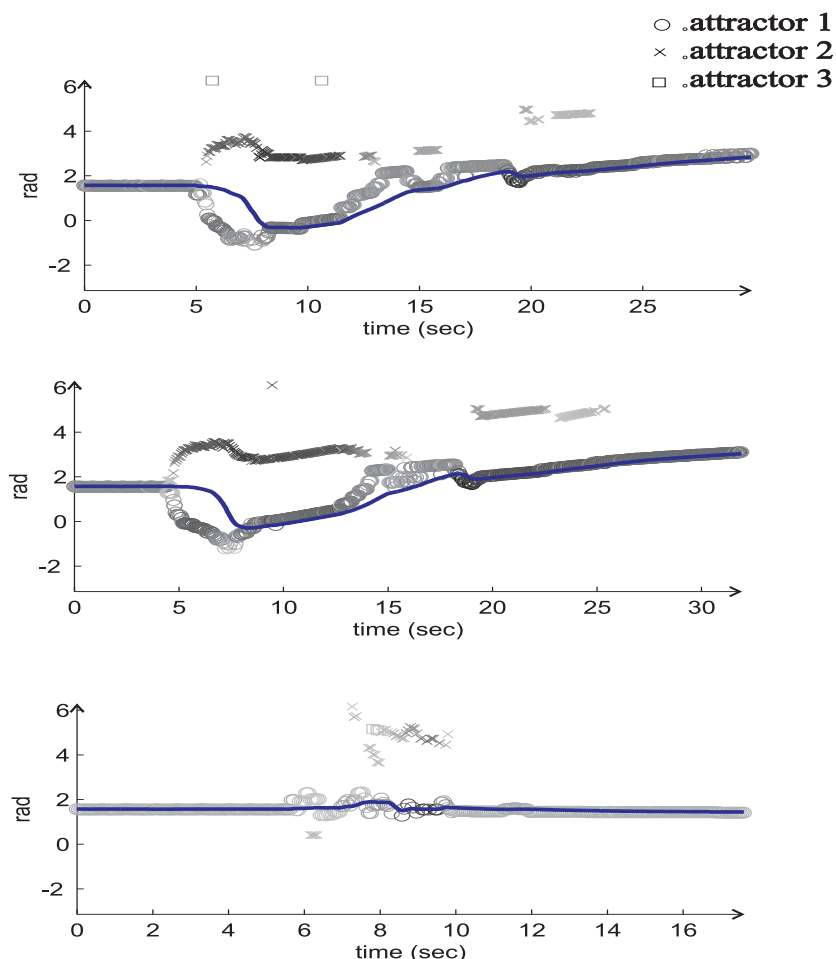 ○ .attractor 1
× .attractor 2
□ .attractor 3
6
4
2
0
-2
rad
0 5 10 15 20 25
time (sec)
6
4
2
0
-2
rad
0 5 10 15 20 25 30
time (sec)
6
4
2
0
-2
rad
0 2 4 6 8 10 12 14 16
time (sec)